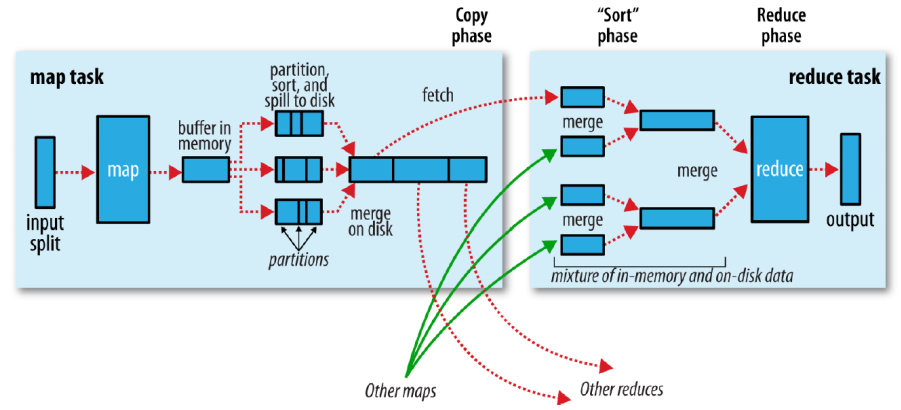 Copy
phase
“Sort”
phase
Reduce
phase
map task
partition,
sort, and
spill to disk
fetch
reduce task
buffer in
memory
map
merge
merge
reduce
input
split
merge
on disk
merge
output
partitions
mixture of in-memory and on-disk data
Other maps
Other reduces